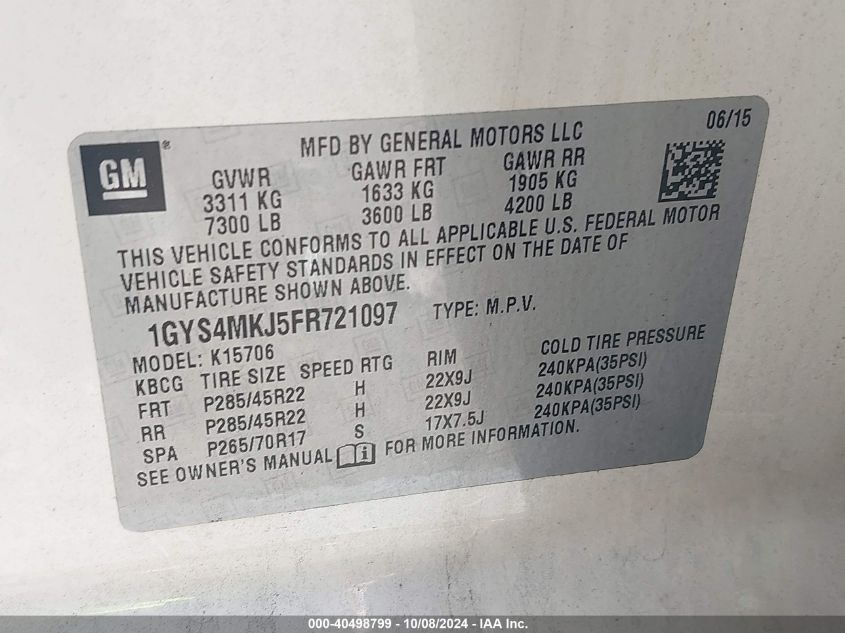 GM ®
MFD BY GENERAL MOTORS LLC
06/15
GVWR GAWR FRT GAWR RR
3311 KG 1633 KG 1905 KG
7300 LB 3600 LB 4200 LB
THIS VEHICLE CONFORMS TO ALL APPLICABLE U.S. FEDERAL MOTOR
VEHICLE SAFETY STANDARDS IN EFFECT ON THE DATE OF
MANUFACTURE SHOWN ABOVE.
1GYS4MKJ5FR721097 TYPE: M.P.V.
MODEL: K15706
KBCG TIRE SIZE SPEED RTG RIM COLD TIRE PRESSURE
FRT P285/45R22 H 22X9J 240KPA(35PSI)
RR P285/45R22 H 22X9J 240KPA(35PSI)
SPA P265/70R17 S 17X7.5J 240KPA(35PSI)
SEE OWNER'S MANUAL i FOR MORE INFORMATION.
000-40498799 - 10/08/2024 - IAA Inc.